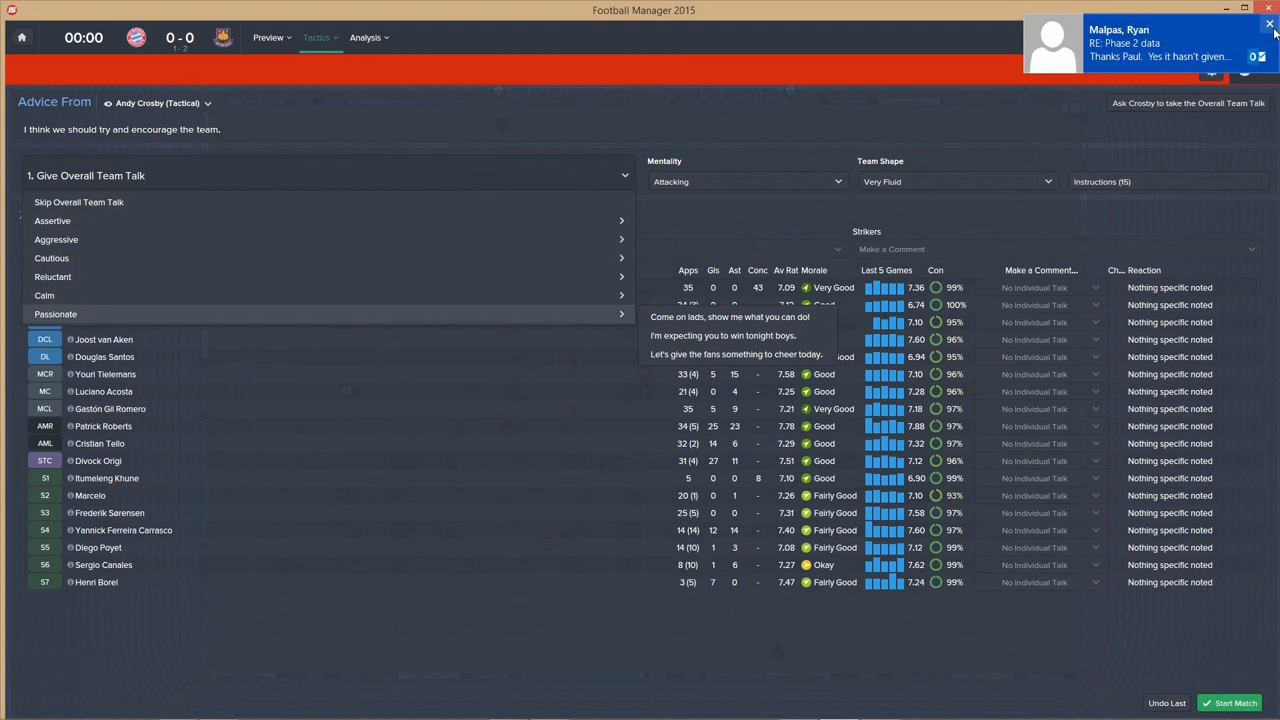 Football Manager 2015
00:00 0 - 0 Preview Tactics Analysis
1 - 2
Malpas, Ryan
RE: Phase 2 data
Thanks Paul. Yes it hasn't given... 0
Advice From Andy Crosby (Tactical) Ask Crosby to take the Overall Team Talk
I think we should try and encourage the team.
Mentality Team Shape
1. Give Overall Team Talk Attacking Very Fluid Instructions (15)
Skip Overall Team Talk
Assertive
Aggressive
Cautious
Reluctant
Calm
Passionate
Come on lads, show me what you can do!
I'm expecting you to win tonight boys.
Let's give the fans something to cheer today.
Strikers
Make a Comment
Apps Gls Ast Conc Av Rat Morale Last 5 Games Con Make a Comment... Ch... Reaction
35 0 0 43 7.09 Very Good 7.36 99% No Individual Talk Nothing specific noted
6.74 100% No Individual Talk Nothing specific noted
7.10 95% No Individual Talk Nothing specific noted
DCL Joost van Aken 7.60 96% No Individual Talk Nothing specific noted
DL Douglas Santos 6.94 95% No Individual Talk Nothing specific noted
MCR Youri Tielemans 33 (4) 5 15 - 7.58 Good 7.10 96% No Individual Talk Nothing specific noted
MC Luciano Acosta 21 (4) 0 4 - 7.25 Good 7.28 96% No Individual Talk Nothing specific noted
MCL Gastón Gil Romero 35 5 9 - 7.21 Very Good 7.18 97% No Individual Talk Nothing specific noted
AMR Patrick Roberts 34 (5) 25 23 - 7.78 Good 7.88 97% No Individual Talk Nothing specific noted
AML Cristian Tello 32 (2) 14 6 - 7.29 Good 7.32 97% No Individual Talk Nothing specific noted
STC Divock Origi 31 (4) 27 11 - 7.51 Good 7.12 96% No Individual Talk Nothing specific noted
S1 Itumeleng Khune 5 0 0 8 7.10 Good 6.90 99% No Individual Talk Nothing specific noted
S2 Marcelo 20 (1) 0 1 - 7.26 Fairly Good 7.10 93% No Individual Talk Nothing specific noted
S3 Frederik Sørensen 25 (5) 0 0 - 7.31 Fairly Good 7.58 97% No Individual Talk Nothing specific noted
S4 Yannick Ferreira Carrasco 14 (14) 12 14 - 7.40 Fairly Good 7.60 97% No Individual Talk Nothing specific noted
S5 Diego Poyet 14 (10) 1 3 - 7.08 Fairly Good 7.12 99% No Individual Talk Nothing specific noted
S6 Sergio Canales 8 (10) 1 6 - 7.27 Okay 7.62 99% No Individual Talk Nothing specific noted
S7 Henri Borel 3 (5) 7 0 - 7.47 Fairly Good 7.24 99% No Individual Talk Nothing specific noted
Undo Last Start Match